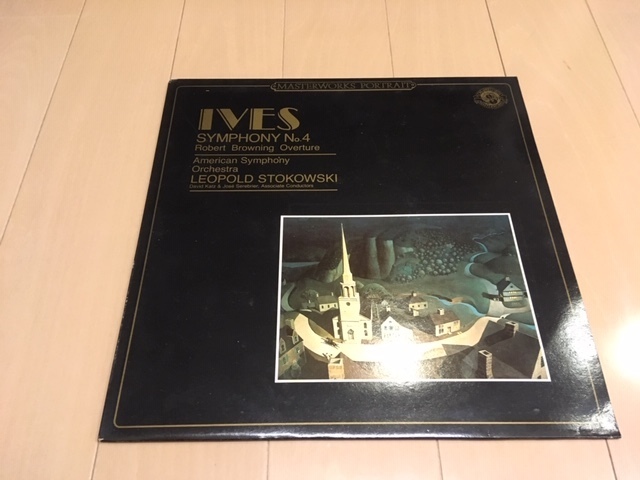 MASTERWORKS PORTRAIT
IVES
SYMPHONY No.4
Robert Browning Overture
American Symphony
Orchestra
LEOPOLD STOKOWSKI
David Katz & José Serebrier, Associate Conductors